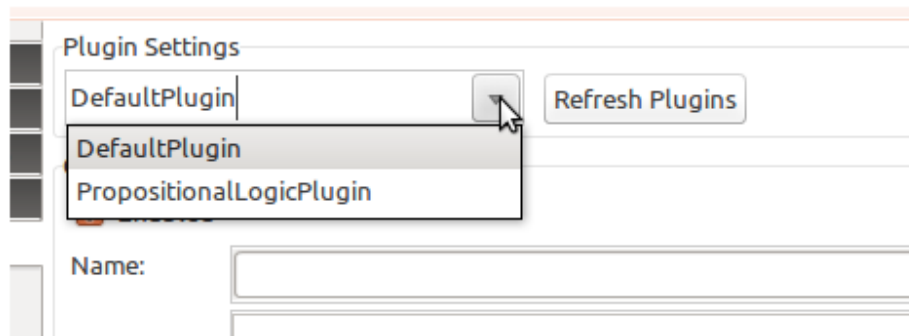 Plugin Settings
DefaultPlugin
Refresh Plugins
DefaultPlugin
PropositionalLogicPlugin
Name: